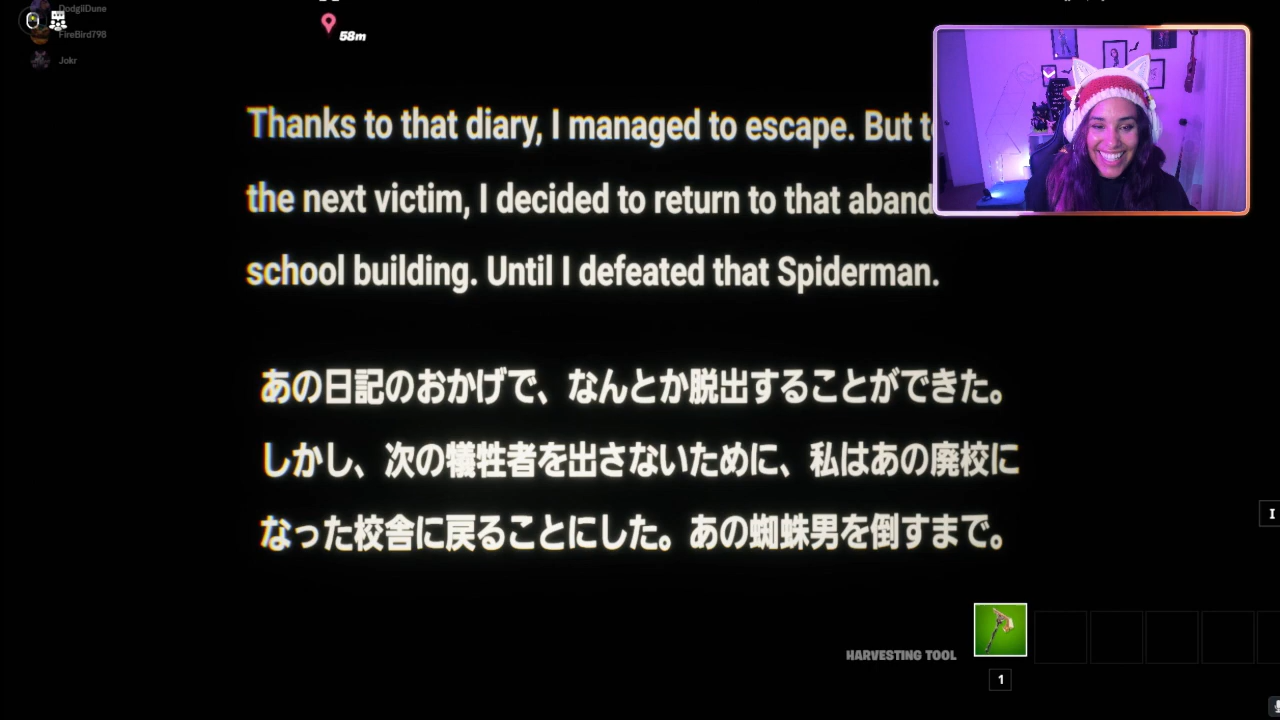 DodgilDune
FireBird798
Jokr
58m
Thanks to that diary, I managed to escape. But
the next victim, I decided to return to that
school building. Until I defeated that Spiderman.
あの日記のおかげで、なんとか脱出することができた。
しかし、次の犠牲者を出さないために、私はあの廃校に
なった校舎に戻ることにした。あの蜘蛛男を倒すまで。
I
HARVESTING TOOL
1